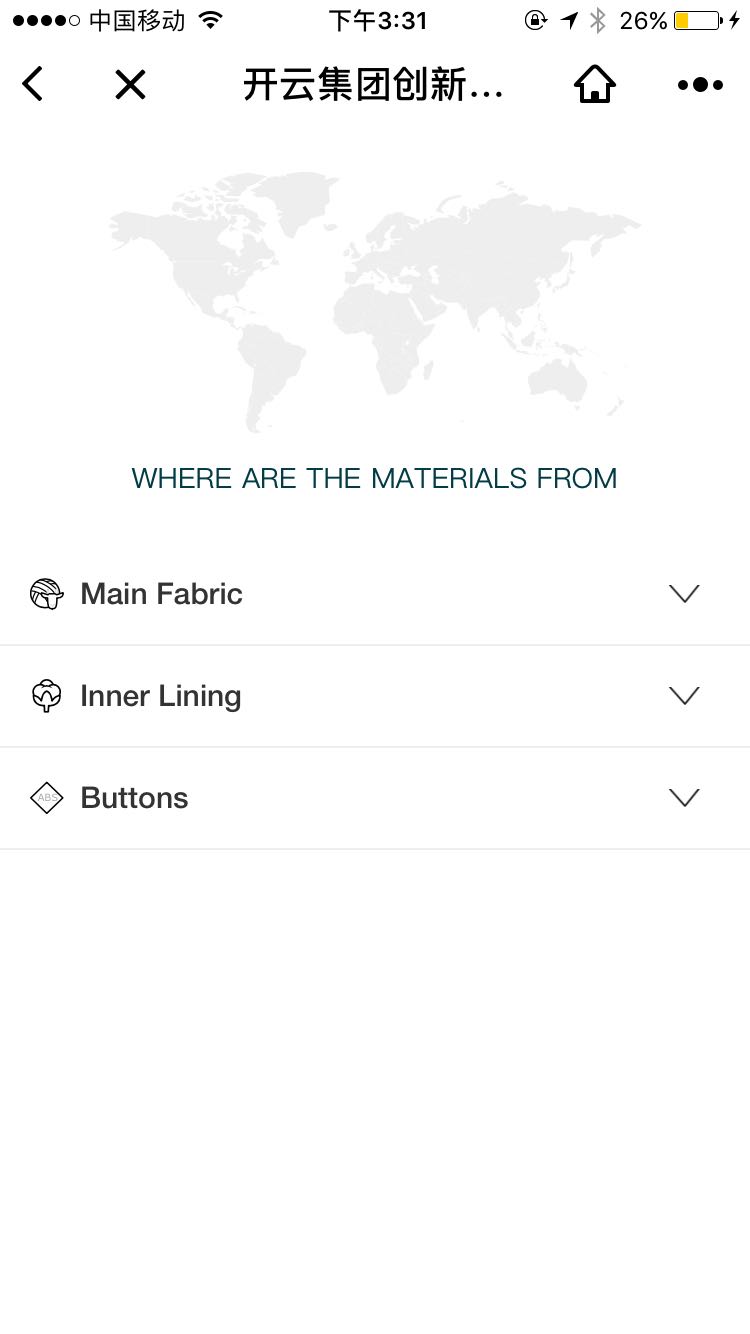 中国移动 下午3:31 26%
开云集团创新...
WHERE ARE THE MATERIALS FROM
Main Fabric
Inner Lining
ABS Buttons